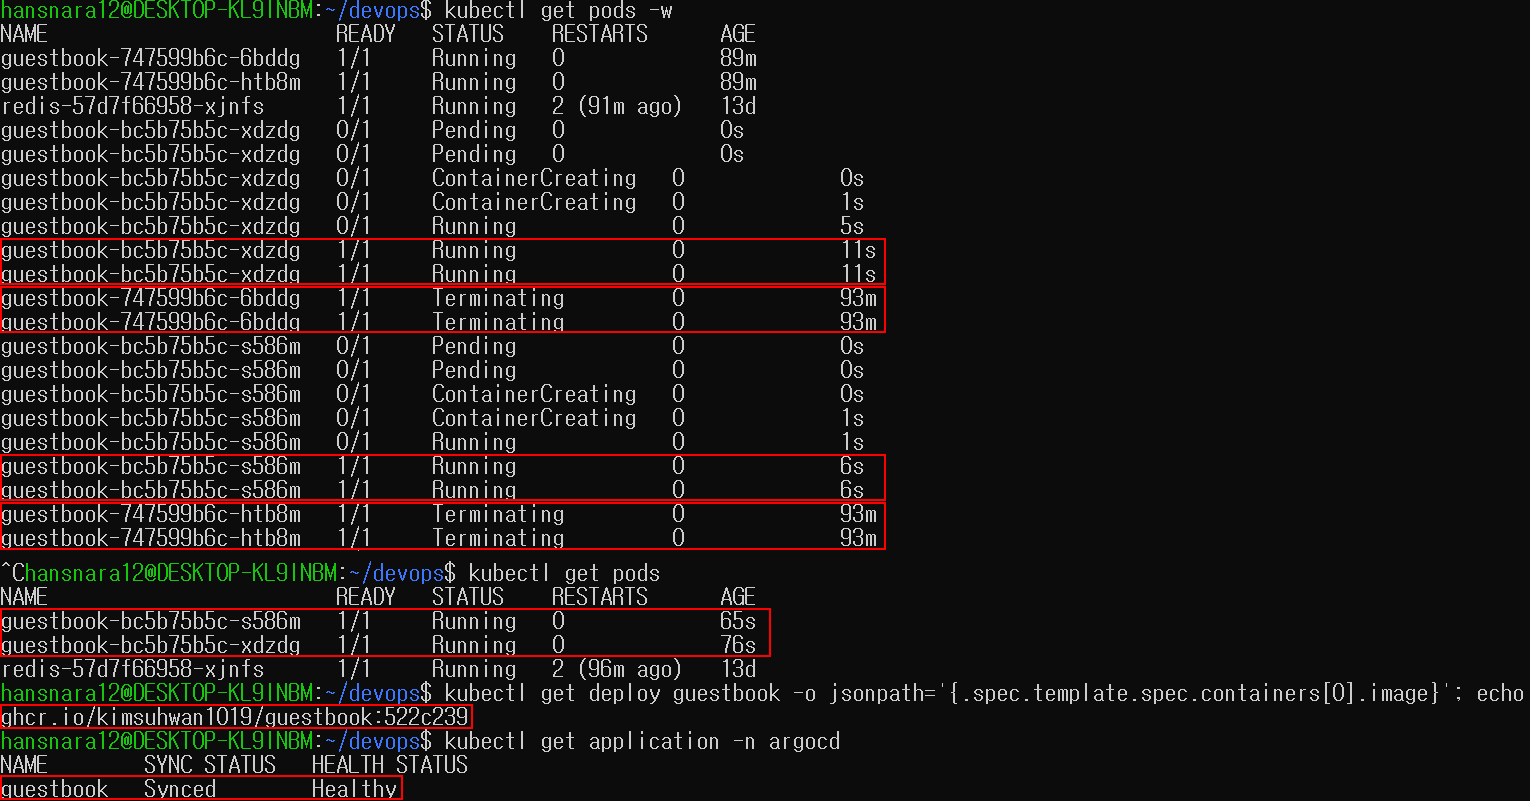 hansnara12@DESKTOP-KL9INBM:~/devops$ kubectl get pods -w
NAME READY STATUS RESTARTS AGE
guestbook-747599b6c-6bddg 1/1 Running 0 89m
guestbook-747599b6c-htb8m 1/1 Running 0 89m
redis-57d7f66958-xjnfs 1/1 Running 2 (91m ago) 13d
guestbook-bc5b75b5c-xdzdg 0/1 Pending 0 0s
guestbook-bc5b75b5c-xdzdg 0/1 Pending 0 0s
guestbook-bc5b75b5c-xdzdg 0/1 ContainerCreating 0 0s
guestbook-bc5b75b5c-xdzdg 0/1 ContainerCreating 0 1s
guestbook-bc5b75b5c-xdzdg 0/1 Running 0 5s
guestbook-bc5b75b5c-xdzdg 1/1 Running 0 11s
guestbook-bc5b75b5c-xdzdg 1/1 Running 0 11s
guestbook-747599b6c-6bddg 1/1 Terminating 0 93m
guestbook-747599b6c-6bddg 1/1 Terminating 0 93m
guestbook-bc5b75b5c-s586m 0/1 Pending 0 0s
guestbook-bc5b75b5c-s586m 0/1 Pending 0 0s
guestbook-bc5b75b5c-s586m 0/1 ContainerCreating 0 0s
guestbook-bc5b75b5c-s586m 0/1 ContainerCreating 0 1s
guestbook-bc5b75b5c-s586m 0/1 Running 0 1s
guestbook-bc5b75b5c-s586m 1/1 Running 0 6s
guestbook-bc5b75b5c-s586m 1/1 Running 0 6s
guestbook-747599b6c-htb8m 1/1 Terminating 0 93m
guestbook-747599b6c-htb8m 1/1 Terminating 0 93m
^Chansnara12@DESKTOP-KL9INBM:~/devops$ kubectl get pods
NAME READY STATUS RESTARTS AGE
guestbook-bc5b75b5c-s586m 1/1 Running 0 65s
guestbook-bc5b75b5c-xdzdg 1/1 Running 0 76s
redis-57d7f66958-xjnfs 1/1 Running 2 (96m ago) 13d
hansnara12@DESKTOP-KL9INBM:~/devops$ kubectl get deploy guestbook -o jsonpath='{.spec.template.spec.containers[0].image}'; echo
ghcr.io/kimsuhwan1019/guestbook:522c239
hansnara12@DESKTOP-KL9INBM:~/devops$ kubectl get application -n argocd
NAME SYNC STATUS HEALTH STATUS
guestbook Synced Healthy